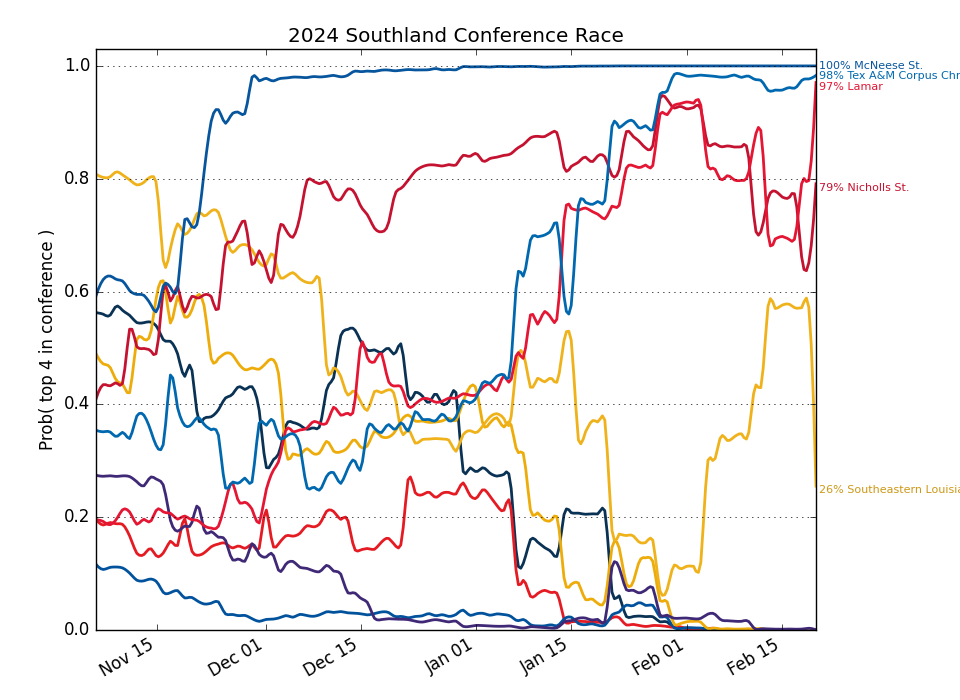 2024 Southland Conference Race
Prob( top 4 in conference )
1.0
0.8
0.6
0.4
0.2
0.0
Nov 15
Dec 01
Dec 15
Jan 01
Jan 15
Feb 01
Feb 15
100% McNeese St.
98% Tex A&M Corpus Chr
97% Lamar
79% Nicholls St.
26% Southeastern Louisia